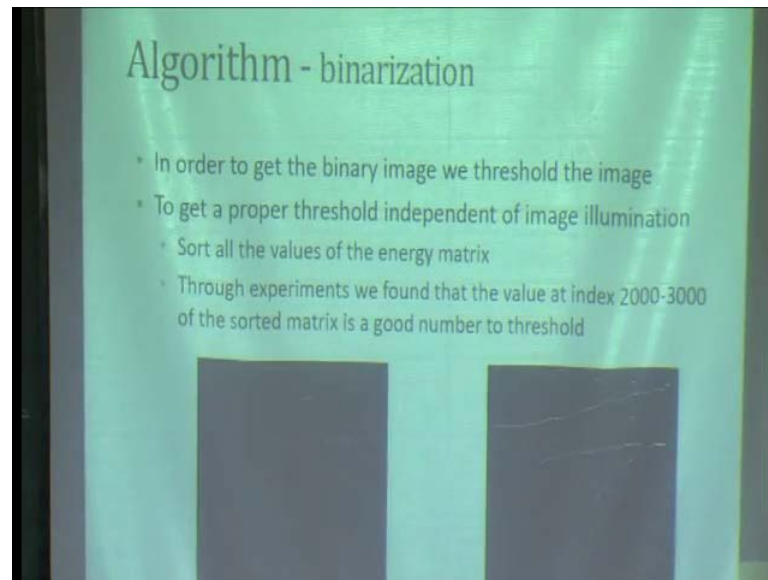 Algorithm - binarization
• In order to get the binary image we threshold the image
• To get a proper threshold independent of image illumination
• Sort all the values of the energy matrix
• Through experiments we found that the value at index 2000-3000
of the sorted matrix is a good number to threshold